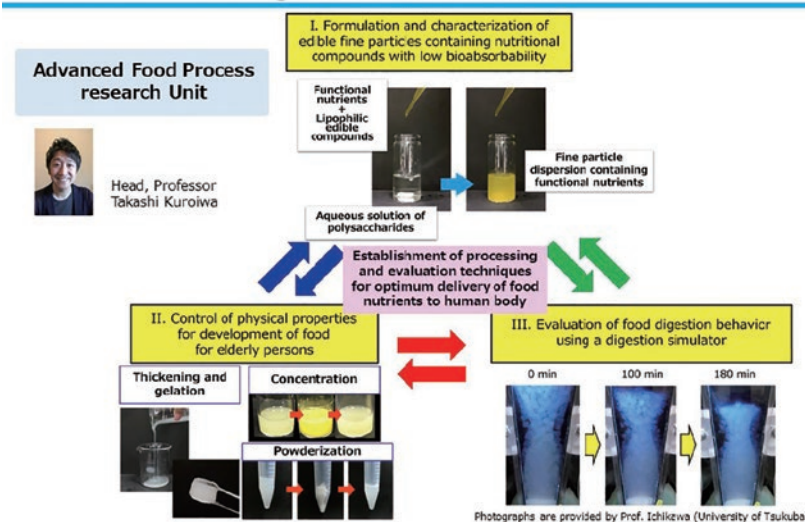 I. Formulation and characterization of
edible fine particles containing nutritional
compounds with low bioabsorbability
Advanced Food Process
research Unit
Head, Professor
Takashi Kuroiwa
Functional
nutrients
+
Lipophilic
edible
compounds
Fine particle
dispersion containing
functional nutrients
Aqueous solution of
polysaccharides
Establishment of processing
and evaluation techniques
for optimum delivery of food
nutrients to human body
II. Control of physical properties
for development of food
for elderly persons
Thickening and
gelation
Concentration
Powderization
III. Evaluation of food digestion behavior
using a digestion simulator
0 min
100 min
180 min
Photographs are provided by Prof. Ichikawa (University of Tsukuba